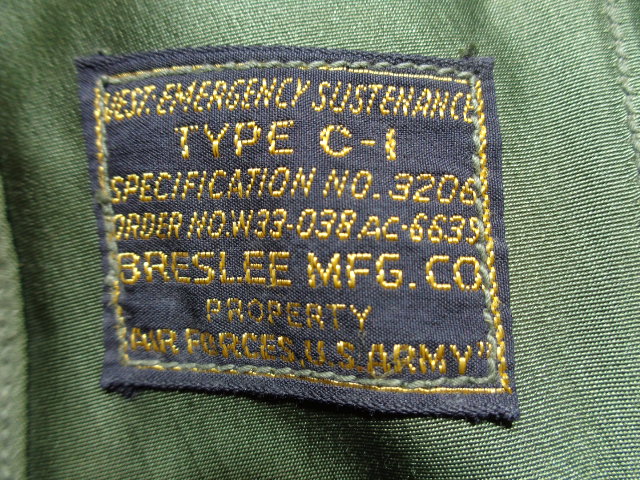 VEST, EMERGENCY SUSTENANCE
TYPE C-1
SPECIFICATION NO. 3206
ORDER NO. W33-038 AC-6639
BRESLEE MFG. CO
PROPERTY
"AIR FORCES, U.S. ARMY"